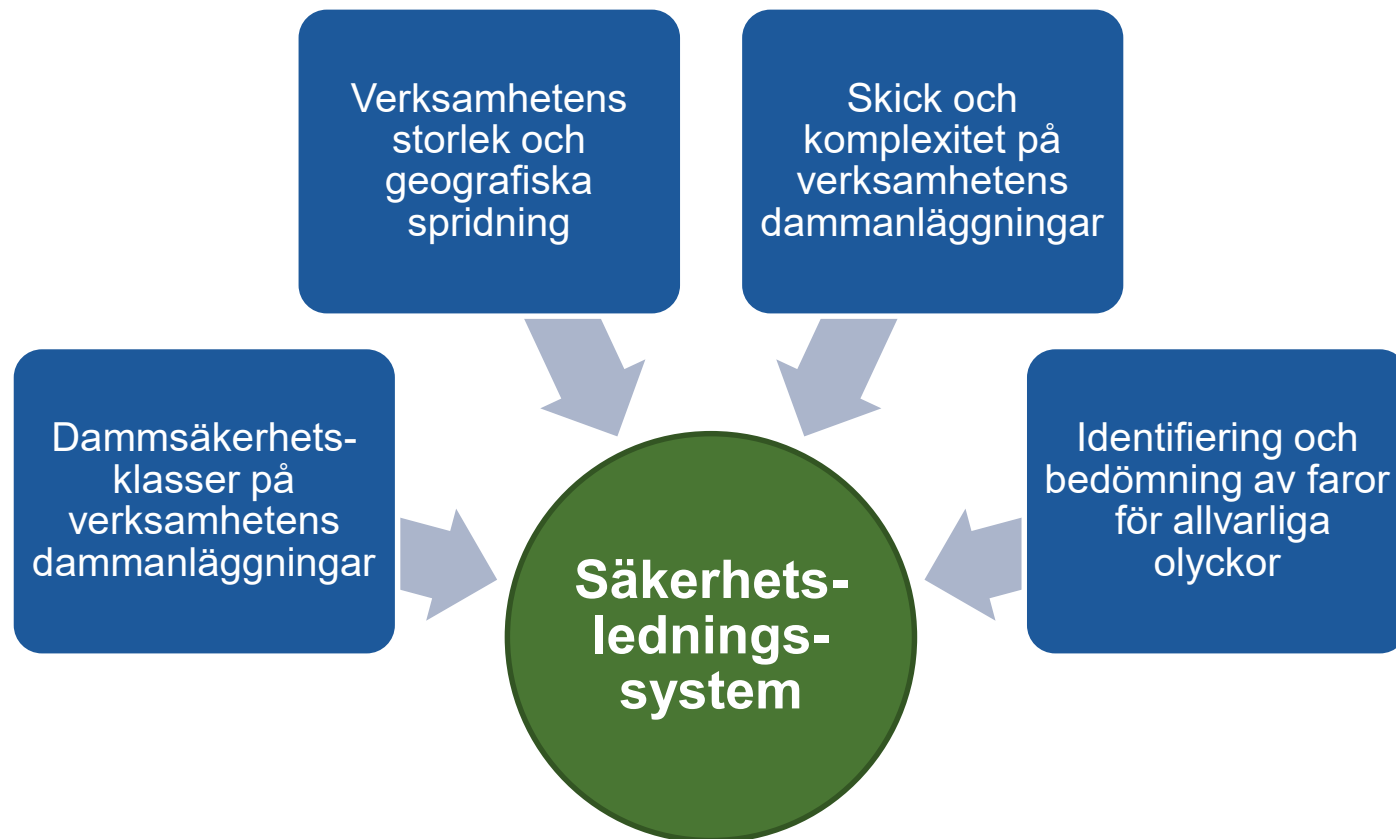 Verksamhetens
storlek och
geografiska
spridning
Skick och
komplexitet på
verksamhetens
dammanläggningar
Dammsäkerhets-
klasser på
verksamhetens
dammanläggningar
Identifiering och
bedömning av faror
för allvarliga
olyckor
Säkerhets-
lednings-
system